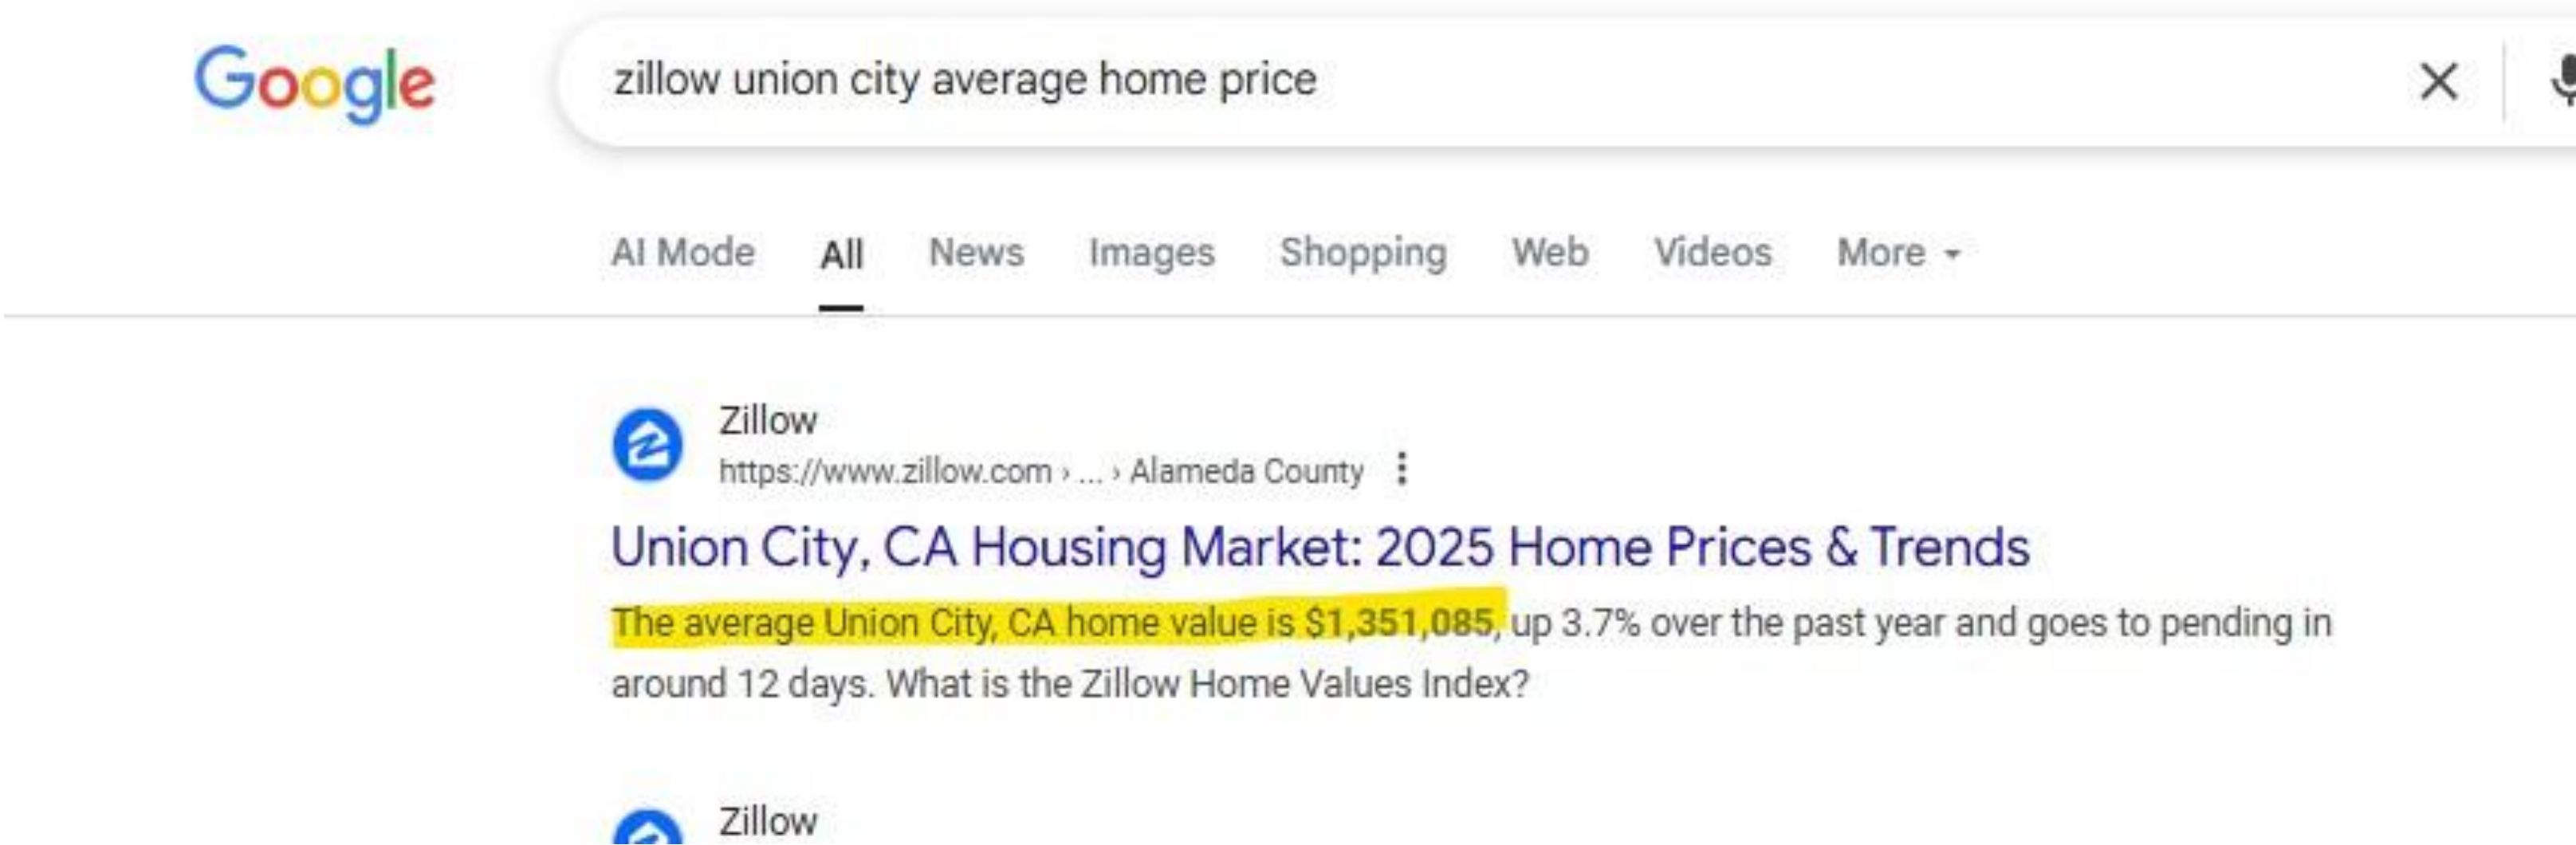 Google
zillow union city average home price
AI Mode All News Images Shopping Web Videos More
Zillow
https://www.zillow.com › ... › Alameda County
Union City, CA Housing Market: 2025 Home Prices & Trends
The average Union City, CA home value is $1,351,085, up 3.7% over the past year and goes to pending in
around 12 days. What is the Zillow Home Values Index?
Zillow